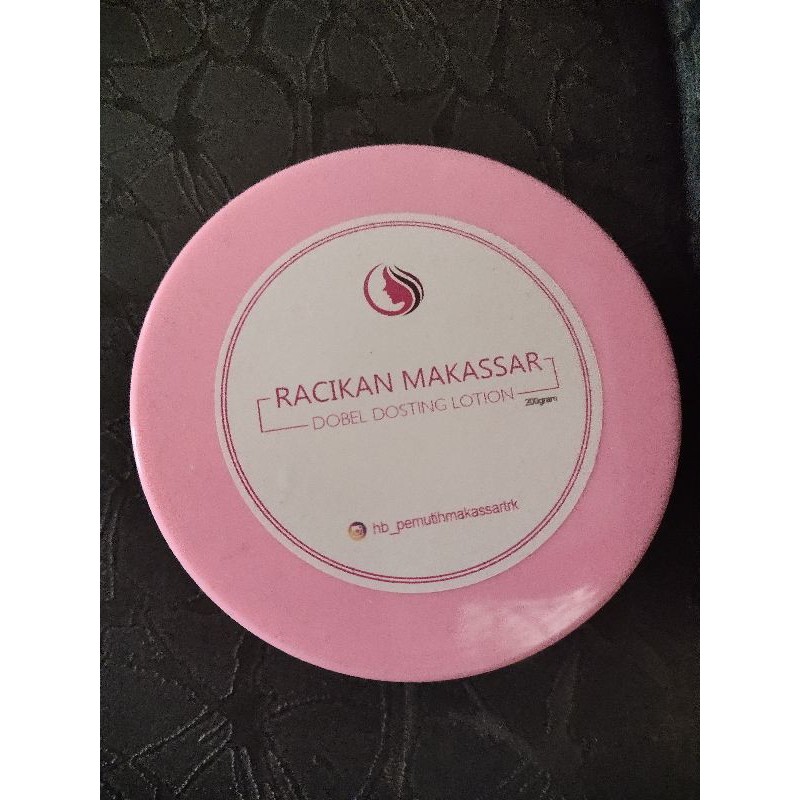 RACIKAN MAKASSAR
DOBEL DOSTING LOTION 200gram
hb_pemutihmakassartrk